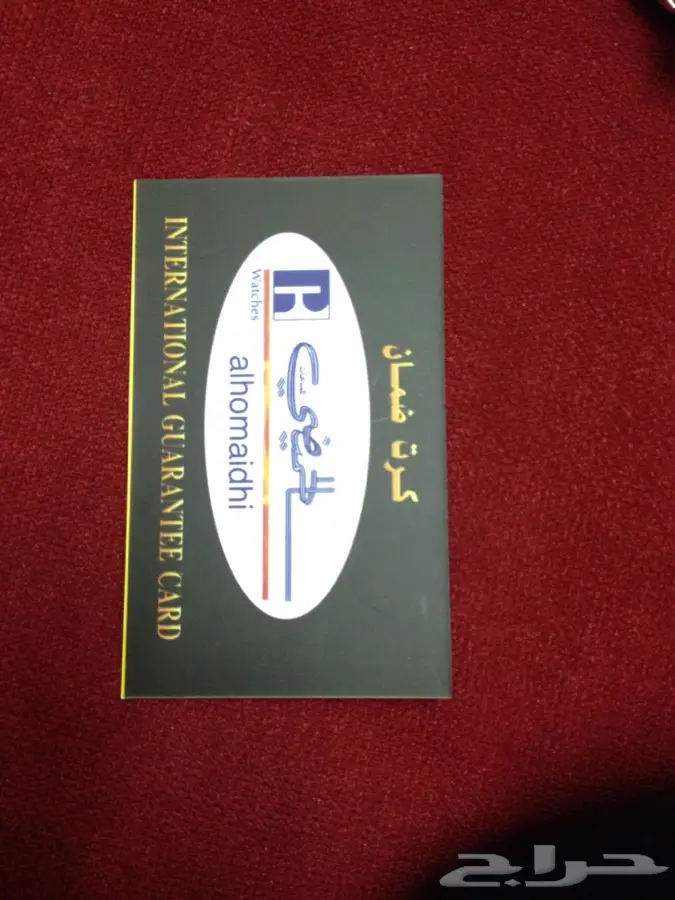 كرت ضمان
الحميضي
Watches
alhomaidhi
INTERNATIONAL GUARANTEE CARD
حراج